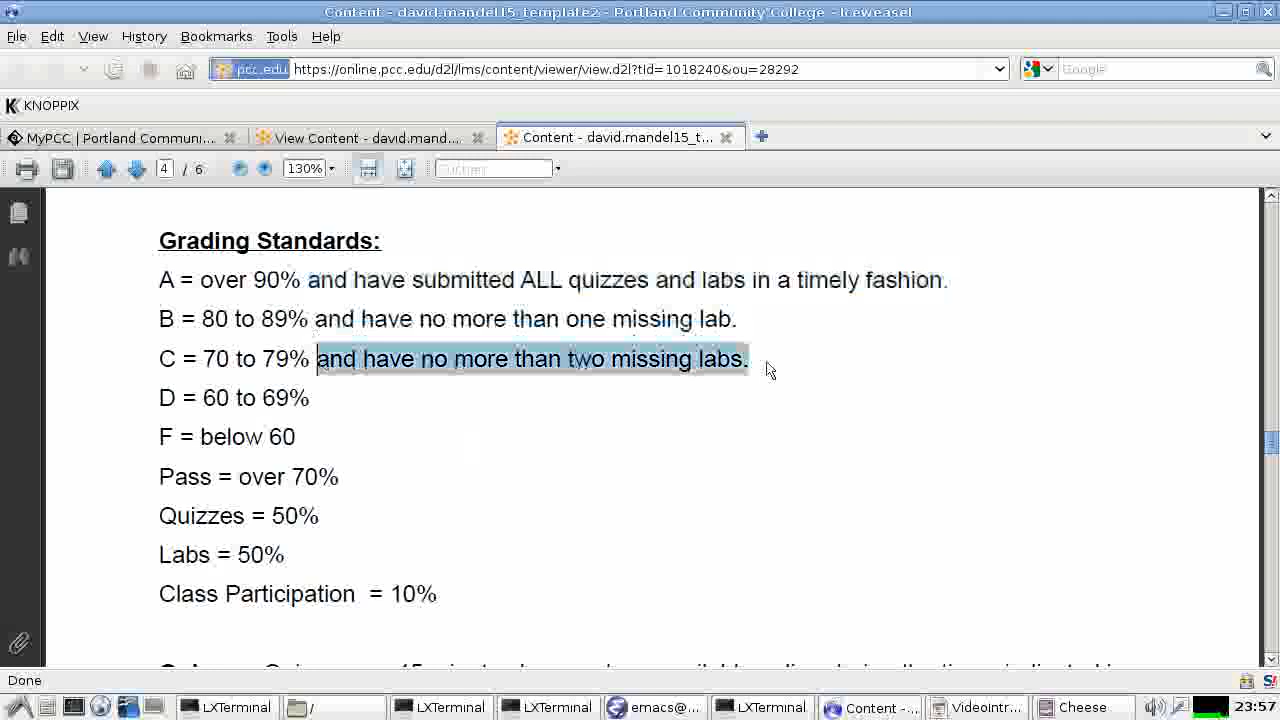 Content - david.mandel15_template2 - Portland Community College - Iceweasel
File Edit View History Bookmarks Tools Help
pcc.edu https://online.pcc.edu/d2l/lms/content/viewer/view.d2l?tId=1018240&ou=28292 Google
KNOPPIX
MyPCC | Portland Communi... View Content - david.mand... Content - david.mandel15_t...
4 / 6 130% Suchen
Grading Standards:
A = over 90% and have submitted ALL quizzes and labs in a timely fashion.
B = 80 to 89% and have no more than one missing lab.
C = 70 to 79% and have no more than two missing labs.
D = 60 to 69%
F = below 60
Pass = over 70%
Quizzes = 50%
Labs = 50%
Class Participation = 10%
Done
LXTerminal / LXTerminal LXTerminal emacs@... LXTerminal Content -... VideoIntr... Cheese 23:57